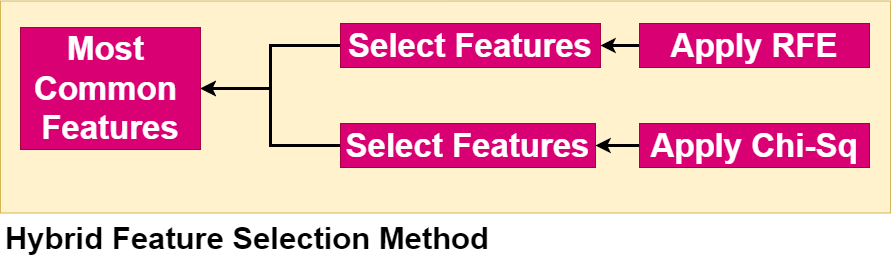 Most
Common
Features
Select Features
Apply RFE
Select Features
Apply Chi-Sq
Hybrid Feature Selection Method